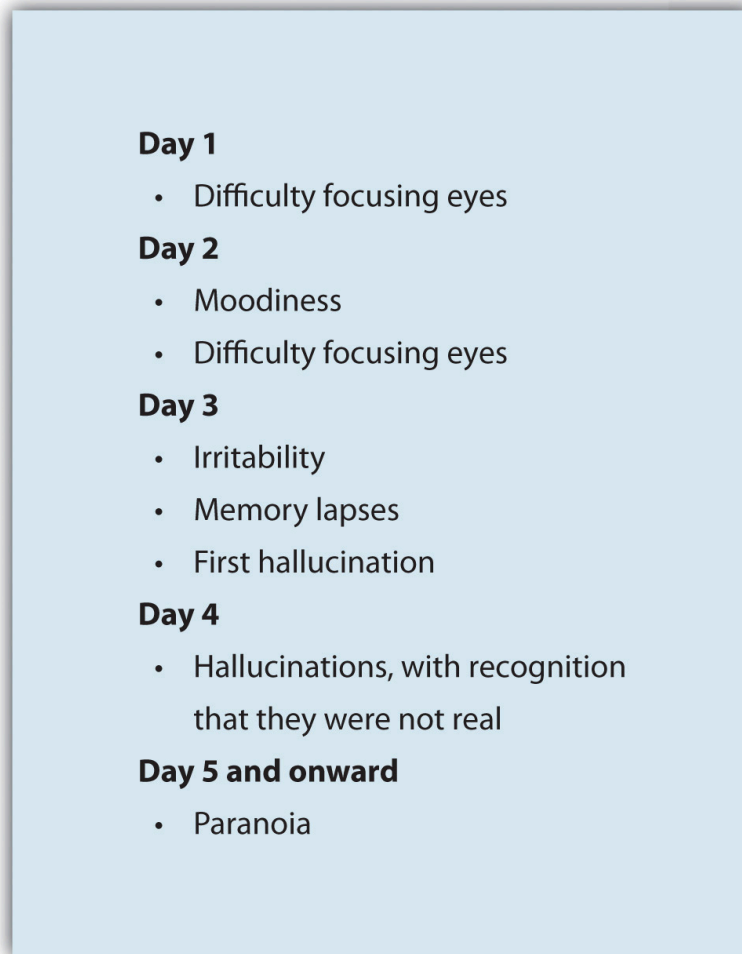 Day 1
• Difficulty focusing eyes
Day 2
• Moodiness
• Difficulty focusing eyes
Day 3
• Irritability
• Memory lapses
• First hallucination
Day 4
• Hallucinations, with recognition
that they were not real
Day 5 and onward
• Paranoia